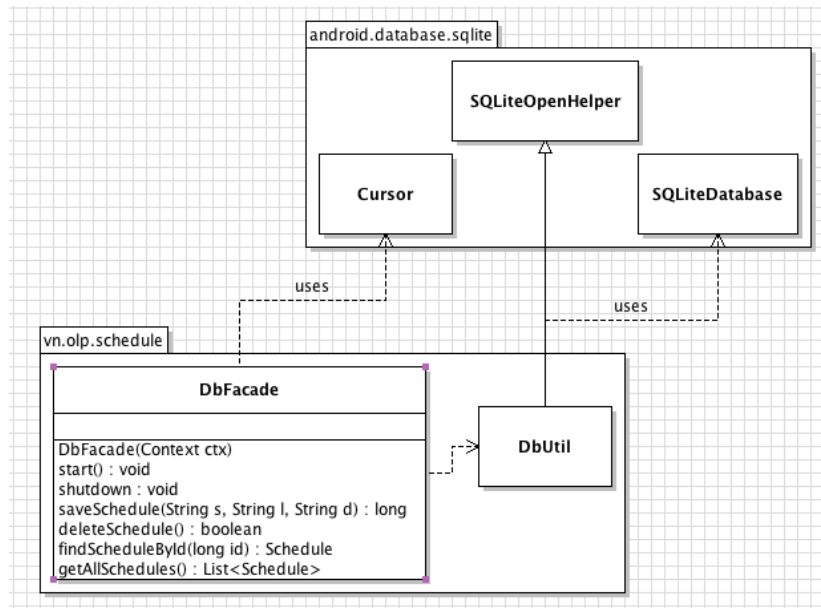 android.database.sqlite
SQLiteOpenHelper
Cursor
SQLiteDatabase
uses
uses
vn.olp.schedule
DbFacade
DbFacade(Context ctx)
start() : void
shutdown : void
saveSchedule(String s, String l, String d) : long
deleteSchedule() : boolean
findScheduleById(long id) : Schedule
getAllSchedules() : List<Schedule>
DbUtil